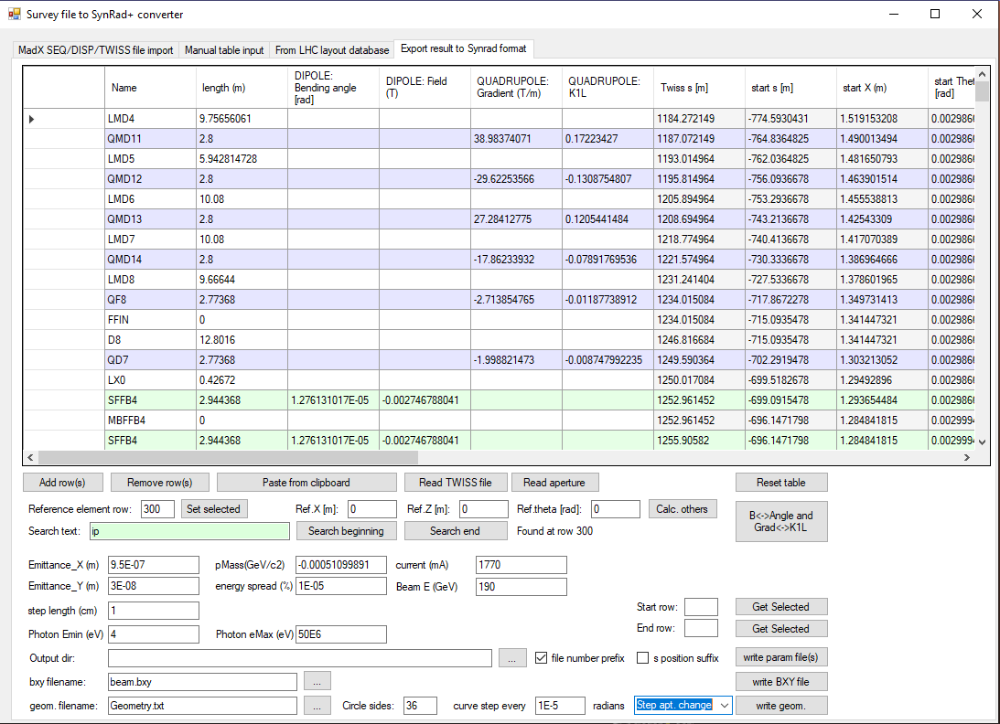 Survey file to SynRad+ converter
MadX SEQ/DISP/TWISS file import Manual table input From LHC layout database Export result to Synrad format
Name length (m) DIPOLE: Bending angle [rad] DIPOLE: Field (T) QUADRUPOLE: Gradient (T/m) QUADRUPOLE: K1L Twiss s [m] start s [m] start X (m) start Thet [rad]
LMD4 9.75656061 1184.272149 -774.5930431 1.519153208 0.0029866
QMD11 2.8 38.98374071 0.17223427 1187.072149 -764.8364825 1.490013494 0.0029866
LMD5 5.942814728 1193.014964 -762.0364825 1.481650793 0.0029866
QMD12 2.8 -29.62253566 -0.1308754807 1195.814964 -756.0936678 1.463901514 0.0029866
LMD6 10.08 1205.894964 -753.2936678 1.455538813 0.0029866
QMD13 2.8 27.28412775 0.1205441484 1208.694964 -743.2136678 1.42543309 0.0029866
LMD7 10.08 1218.774964 -740.4136678 1.417070389 0.0029866
QMD14 2.8 -17.86233932 -0.07891769536 1221.574964 -730.3336678 1.386964666 0.0029866
LMD8 9.66644 1231.241404 -727.5336678 1.378601965 0.0029866
QF8 2.77368 -2.713854765 -0.01187738912 1234.015084 -717.8672278 1.349731413 0.0029866
FFIN 0 1234.015084 -715.0935478 1.341447321 0.0029866
D8 12.8016 1246.816684 -715.0935478 1.341447321 0.0029866
QD7 2.77368 -1.998821473 -0.008747992235 1249.590364 -702.2919478 1.303213052 0.0029866
LX0 0.42672 1250.017084 -699.5182678 1.29492896 0.0029866
SFFB4 2.944368 1.276131017E-05 -0.002746788041 1252.961452 -699.0915478 1.293654484 0.0029866
MBFFB4 0 1252.961452 -696.1471798 1.284841815 0.0029994
SFFB4 2.944368 1.276131017E-05 -0.002746788041 1255.90582 -696.1471798 1.284841815 0.0029994
Add row(s) Remove row(s) Paste from clipboard Read TWISS file Read aperture Reset table
Reference element row: 300 Set selected Ref.X [m]: 0 Ref.Z [m]: 0 Ref.theta [rad]: 0 Calc. others B<->Angle and Grad<->K1L
Search text: ip Search beginning Search end Found at row 300
Emittance_X (m) 9.5E-07 pMass(GeV/c2) -0.00051099891 current (mA) 1770
Emittance_Y (m) 3E-08 energy spread (%) 1E-05 Beam E (GeV) 190
step length (cm) 1 Start row: Get Selected
Photon Emin (eV) 4 Photon eMax (eV) 50E6 End row: Get Selected
Output dir: ... file number prefix s position suffix write param file(s)
bxy filename: beam.bxy ... write BXY file
geom. filename: Geometry.txt ... Circle sides: 36 curve step every 1E-5 radians Step apt. change write geom.